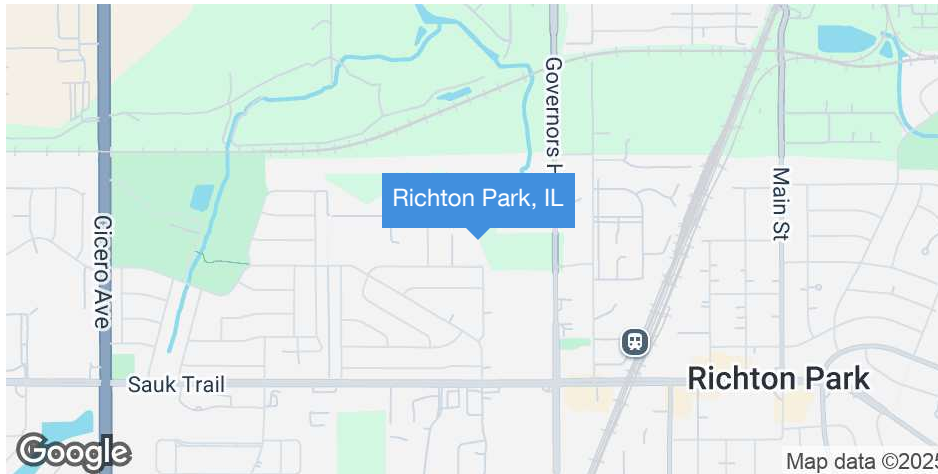 Governors H
Richton Park, IL
Main St
Cicero Ave
Sauk Trail
Richton Park
Google
Map data ©2025